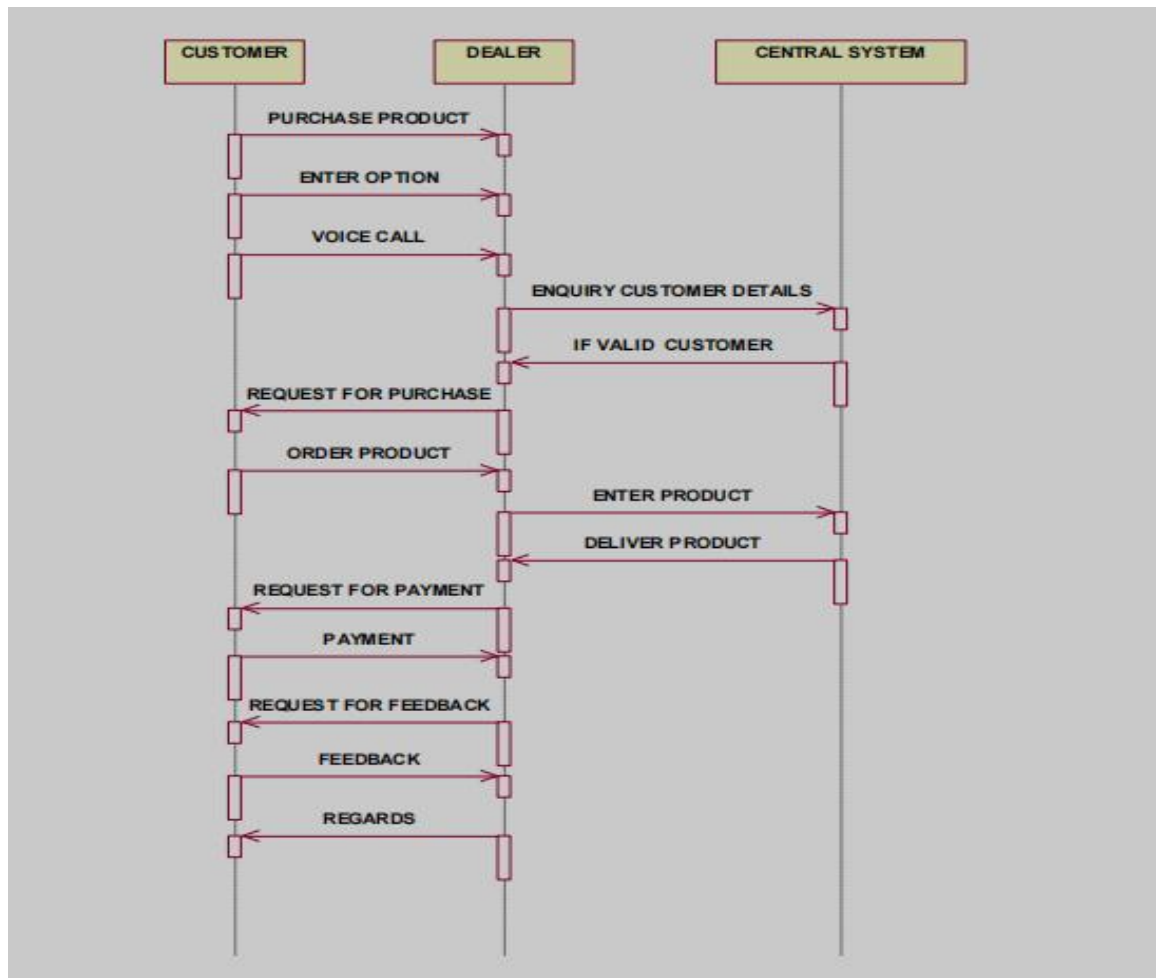 CUSTOMER
DEALER
CENTRAL SYSTEM
PURCHASE PRODUCT
ENTER OPTION
VOICE CALL
ENQUIRY CUSTOMER DETAILS
IF VALID CUSTOMER
REQUEST FOR PURCHASE
ORDER PRODUCT
ENTER PRODUCT
DELIVER PRODUCT
REQUEST FOR PAYMENT
PAYMENT
REQUEST FOR FEEDBACK
FEEDBACK
REGARDS